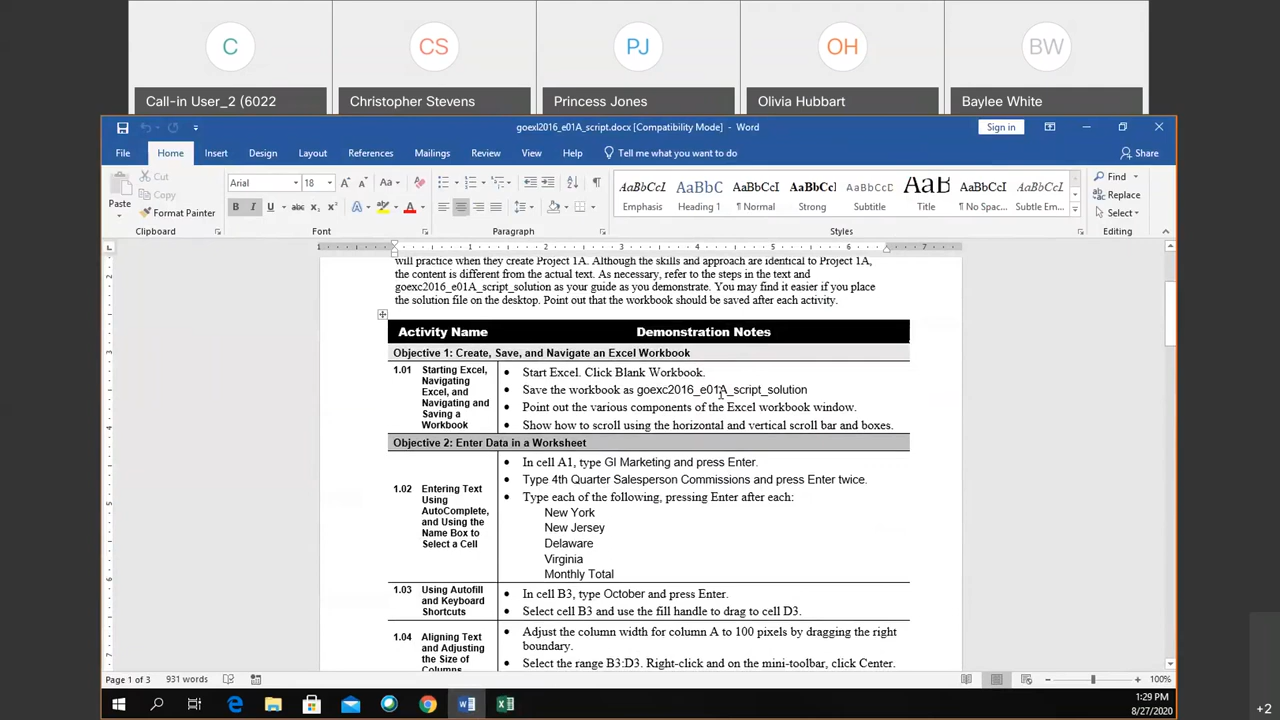 C
CS
PJ
OH
BW
Call-in User_2 (6022
Christopher Stevens
Princess Jones
Olivia Hubbart
Baylee White
goexl2016_e01A_script.docx [Compatibility Mode] - Word
Sign in
File Home Insert Design Layout References Mailings Review View Help Tell me what you want to do Share
Paste
Cut
Copy
Format Painter
Clipboard
Arial 18
Font
Paragraph
AaBbCcI AaBbC AaBbCcI AaBbCcI AaBbCcI AaBbC AaBbCcI AaBbCcI
Emphasis Heading 1 ¶ Normal Strong Subtitle Title ¶ No Spac... Subtle Em...
Styles
Find
Replace
Select
Editing
will practice when they create Project 1A. Although the skills and approach are identical to Project 1A,
the content is different from the actual text. As necessary, refer to the steps in the text and
goexc2016_e01A_script_solution as your guide as you demonstrate. You may find it easier if you place
the solution file on the desktop. Point out that the workbook should be saved after each activity.
Activity Name Demonstration Notes
Objective 1: Create, Save, and Navigate an Excel Workbook
1.01 Starting Excel,
Navigating
Excel, and
Navigating and
Saving a
Workbook
• Start Excel. Click Blank Workbook.
• Save the workbook as goexc2016_e01A_script_solution
• Point out the various components of the Excel workbook window.
• Show how to scroll using the horizontal and vertical scroll bar and boxes.
Objective 2: Enter Data in a Worksheet
1.02 Entering Text
Using
AutoComplete,
and Using the
Name Box to
Select a Cell
• In cell A1, type GI Marketing and press Enter.
• Type 4th Quarter Salesperson Commissions and press Enter twice.
• Type each of the following, pressing Enter after each:
New York
New Jersey
Delaware
Virginia
Monthly Total
1.03 Using Autofill
and Keyboard
Shortcuts
• In cell B3, type October and press Enter.
• Select cell B3 and use the fill handle to drag to cell D3.
1.04 Aligning Text
and Adjusting
the Size of
Columns
• Adjust the column width for column A to 100 pixels by dragging the right
boundary.
• Select the range B3:D3. Right-click and on the mini-toolbar, click Center.
Page 1 of 3 931 words
100%
1:29 PM
8/27/2020
+2